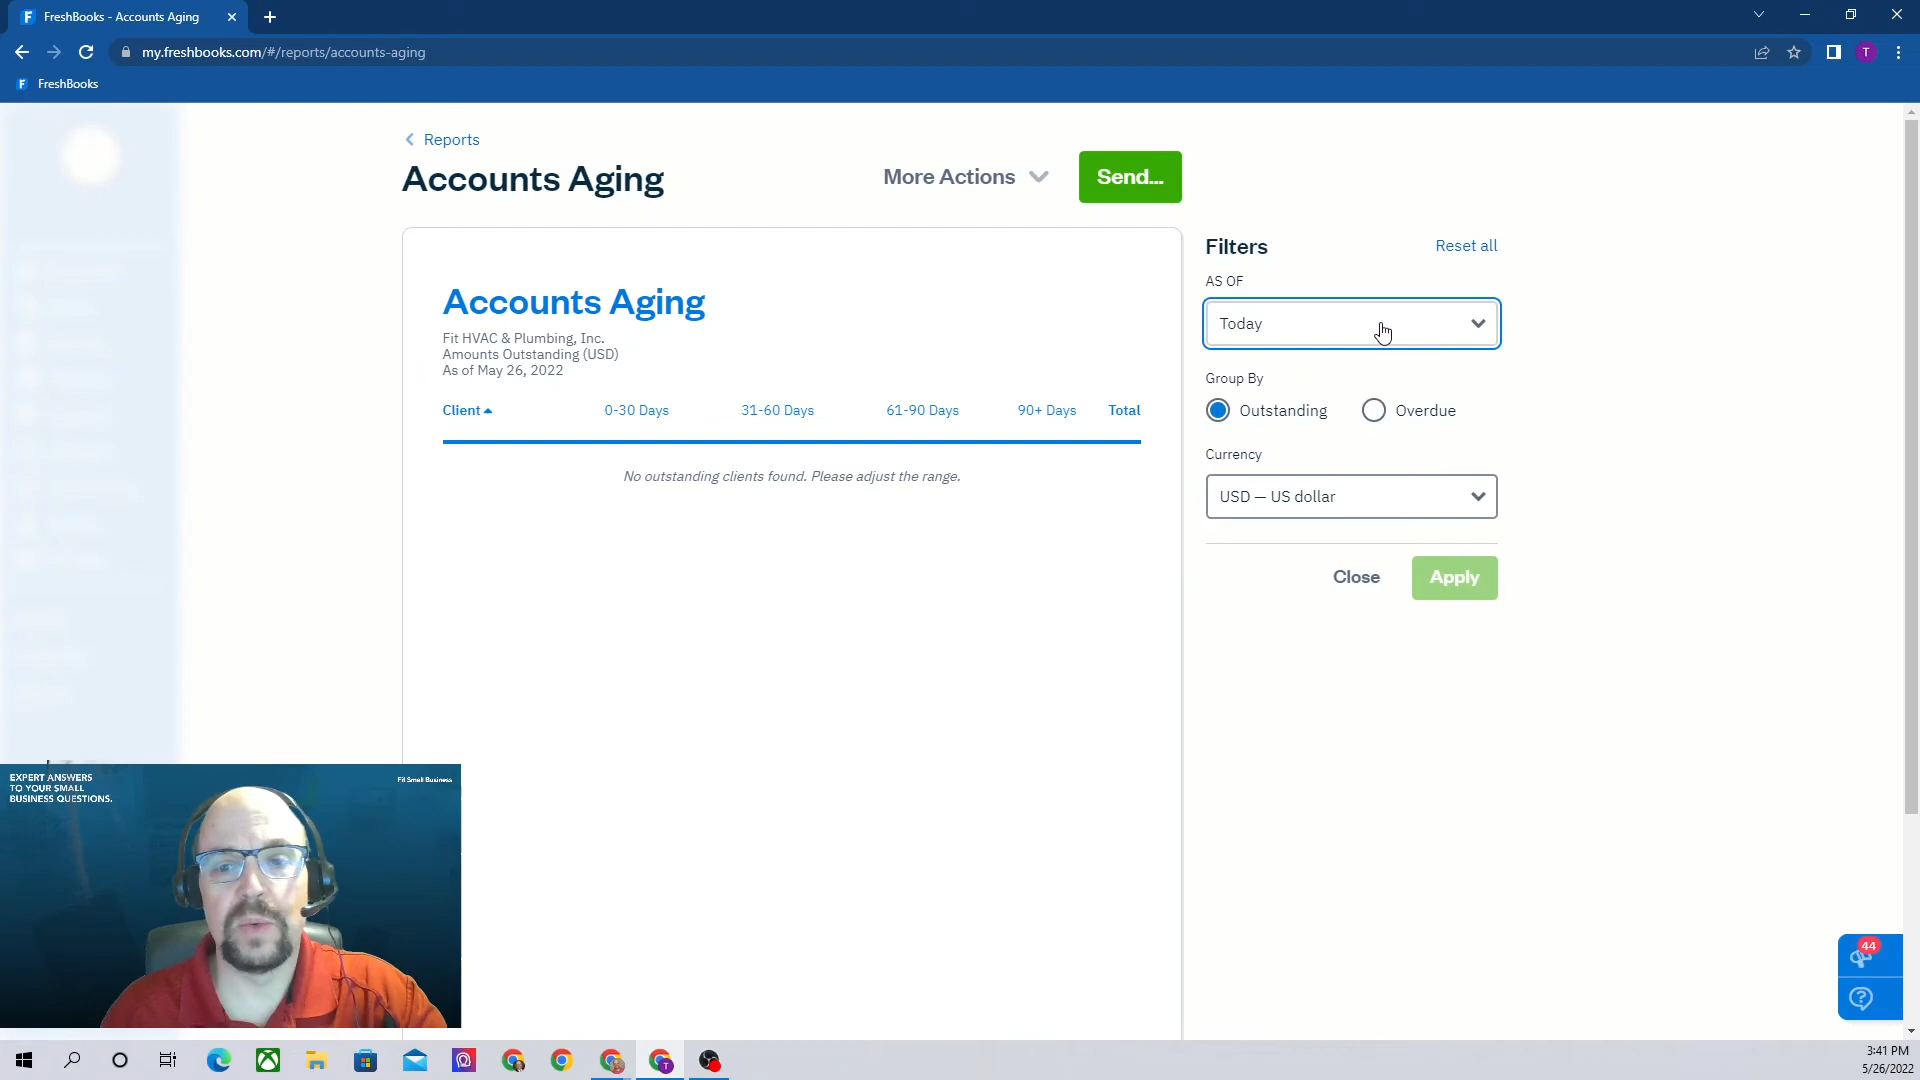 FreshBooks - Accounts Aging
my.freshbooks.com/#/reports/accounts-aging
T
FreshBooks
Reports
Accounts Aging
More Actions
Send...
Accounts Aging
Fit HVAC & Plumbing, Inc.
Amounts Outstanding (USD)
As of May 26, 2022
Client 0-30 Days 31-60 Days 61-90 Days 90+ Days Total
No outstanding clients found. Please adjust the range.
Filters
Reset all
AS OF
Today
Group By
Outstanding Overdue
Currency
USD — US dollar
Close Apply
44
EXPERT ANSWERS
TO YOUR SMALL
BUSINESS QUESTIONS.
Fit Small Business
3:41 PM
5/26/2022